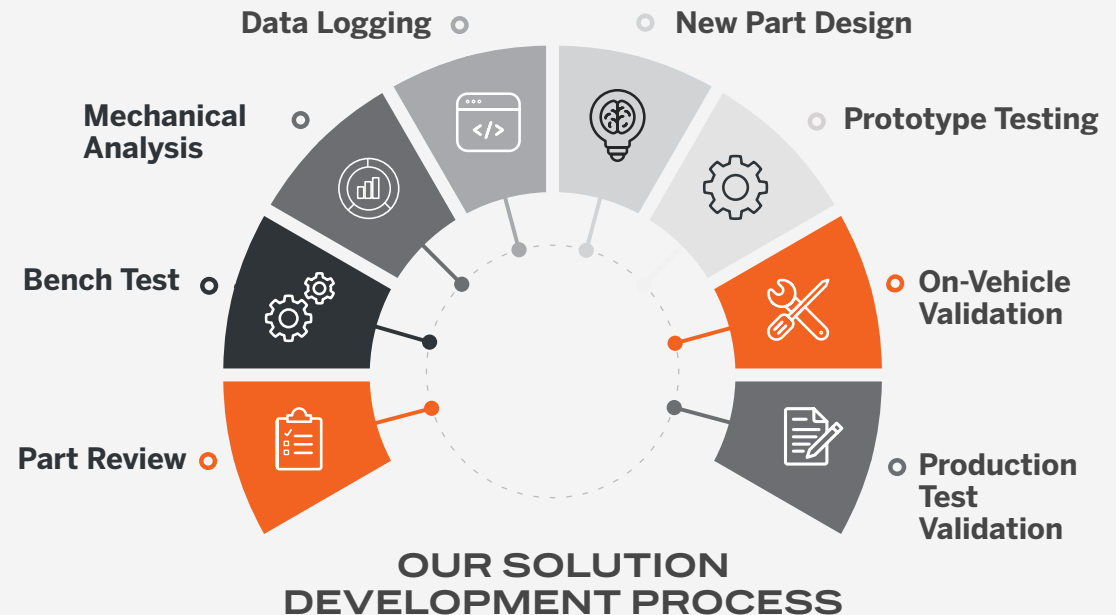 Data Logging
New Part Design
Mechanical
Analysis
Prototype Testing
</>
Bench Test
On-Vehicle
Validation
Part Review
Production
Test
Validation
OUR SOLUTION
DEVELOPMENT PROCESS